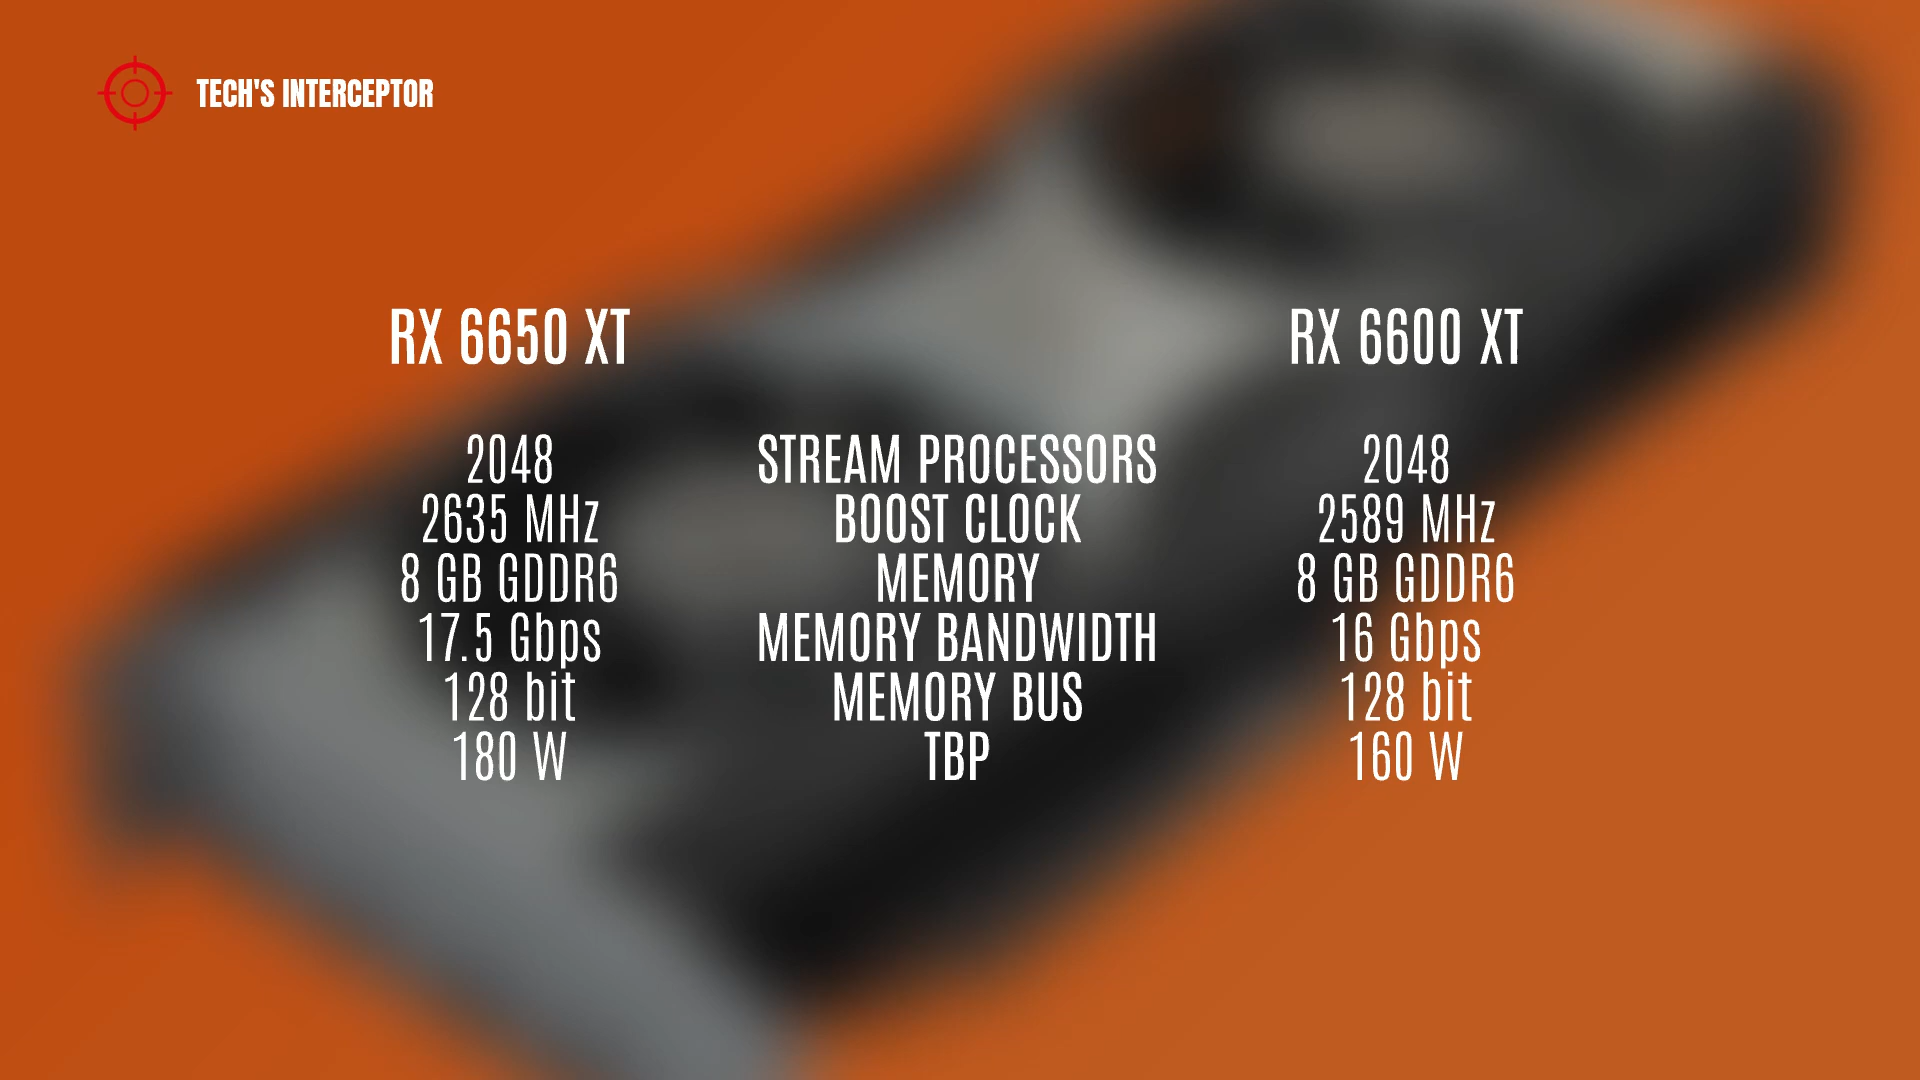 TECH'S INTERCEPTOR
RX 6650 XT RX 6600 XT
2048 STREAM PROCESSORS 2048
2635 MHz BOOST CLOCK 2589 MHz
8 GB GDDR6 MEMORY 8 GB GDDR6
17.5 Gbps MEMORY BANDWIDTH 16 Gbps
128 bit MEMORY BUS 128 bit
180 W TBP 160 W